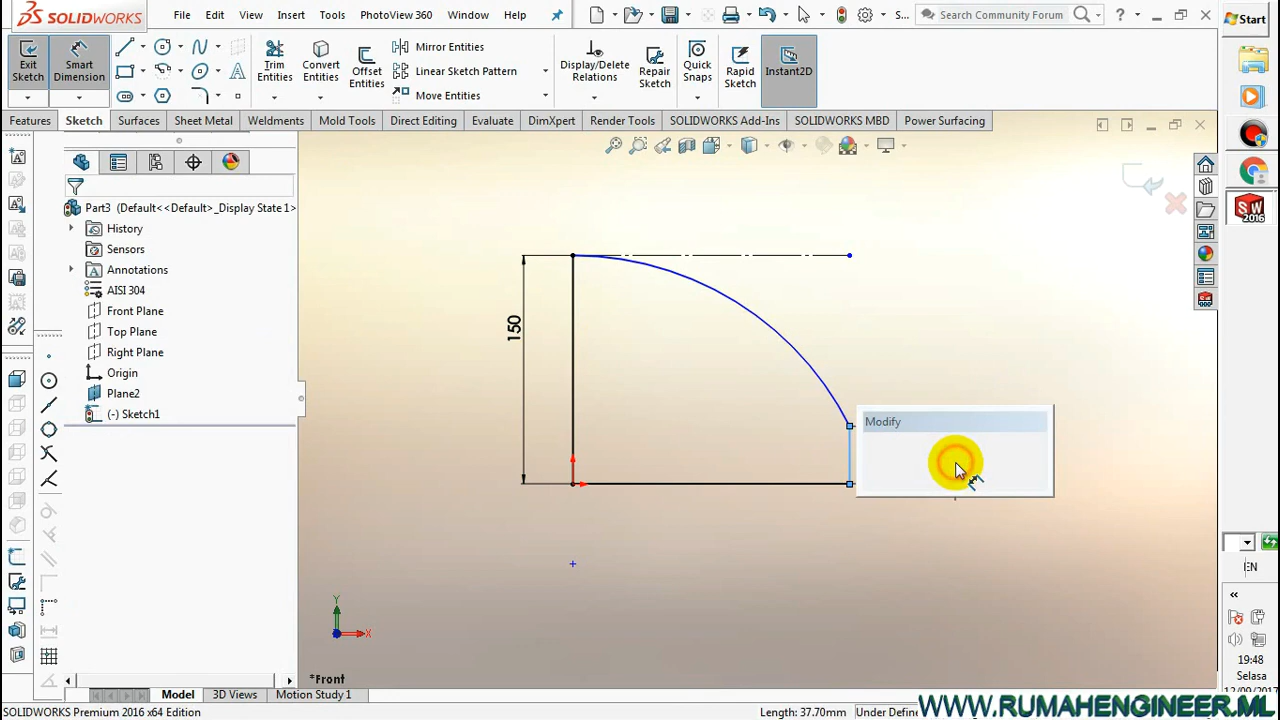 SOLIDWORKS File Edit View Insert Tools PhotoView 360 Window Help S... Search Community Forum ? Start
Exit Sketch Smart Dimension Trim Entities Convert Entities Offset Entities Mirror Entities Linear Sketch Pattern Move Entities Display/Delete Relations Repair Sketch Quick Snaps Rapid Sketch Instant2D
Features Sketch Surfaces Sheet Metal Weldments Mold Tools Direct Editing Evaluate DimXpert Render Tools SOLIDWORKS Add-Ins SOLIDWORKS MBD Power Surfacing
Part3 (Default<<Default>_Display State 1>
History
Sensors
Annotations
AISI 304
Front Plane
Top Plane
Right Plane
Origin
Plane2
(-) Sketch1
150
Modify
Y
X
*Front
SW
2016
EN
19:48
Selasa
12/09/2017
Model 3D Views Motion Study 1
SOLIDWORKS Premium 2016 x64 Edition Length: 37.70mm Under Define
WWW.RUMAHENGINEER.ML